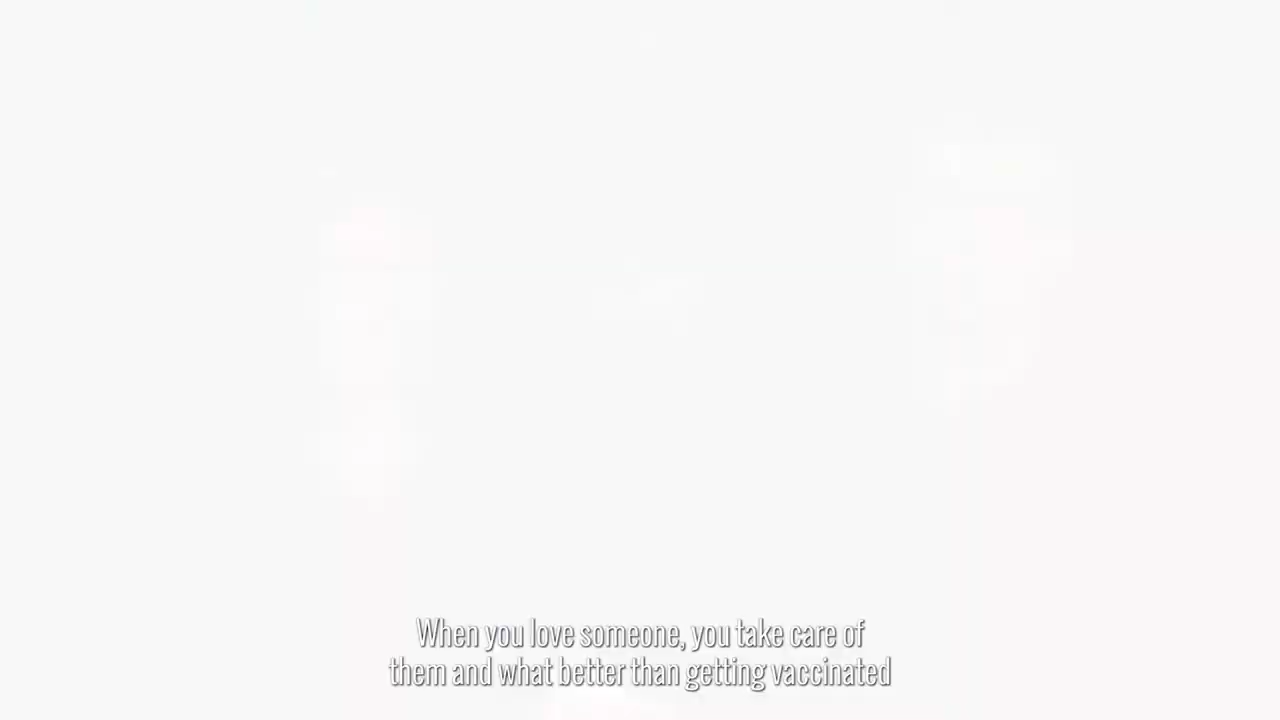 When you love someone, you take care of
them and what better than getting vaccinated